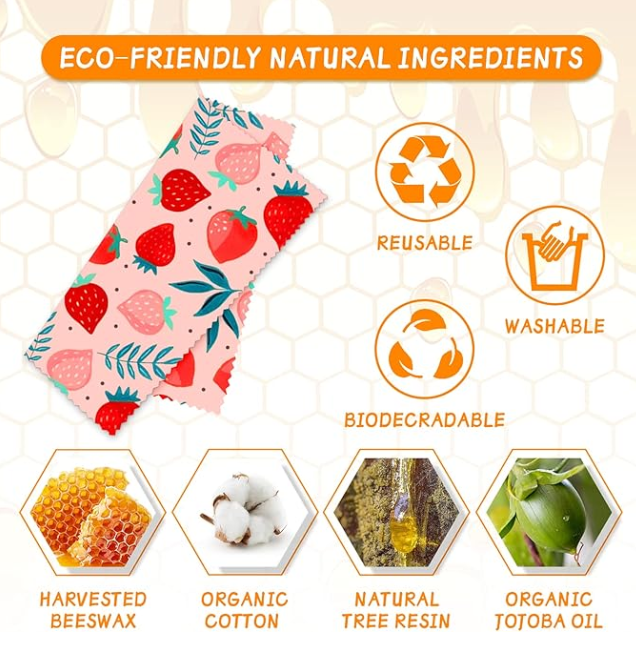 ECO-FRIENDLY NATURAL INGREDIENTS
REUSABLE
WASHABLE
BIODECRADABLE
HARVESTED
BEESWAX
ORGANIC
COTTON
NATURAL
TREE RESIN
ORGANIC
JOJOBA OIL